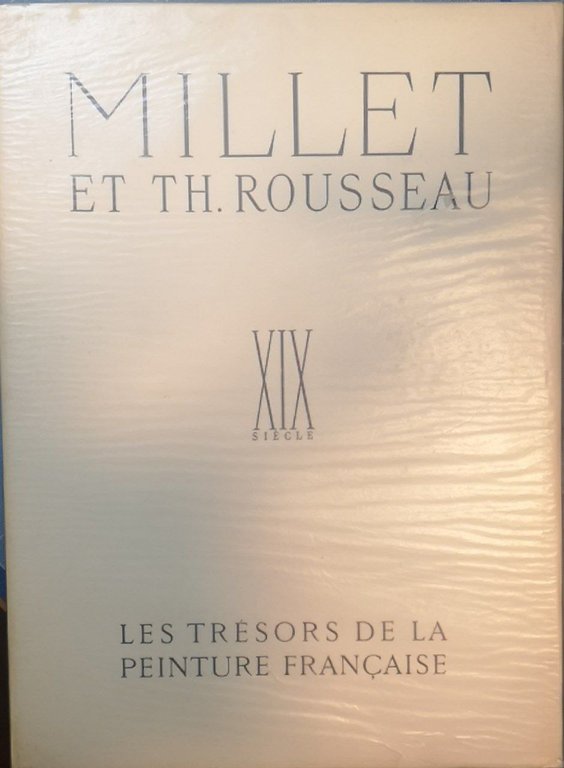 MILLET
ET TH. ROUSSEAU
XIX
SIÈCLE
LES TRÉSORS DE LA
PEINTURE FRANÇAISE